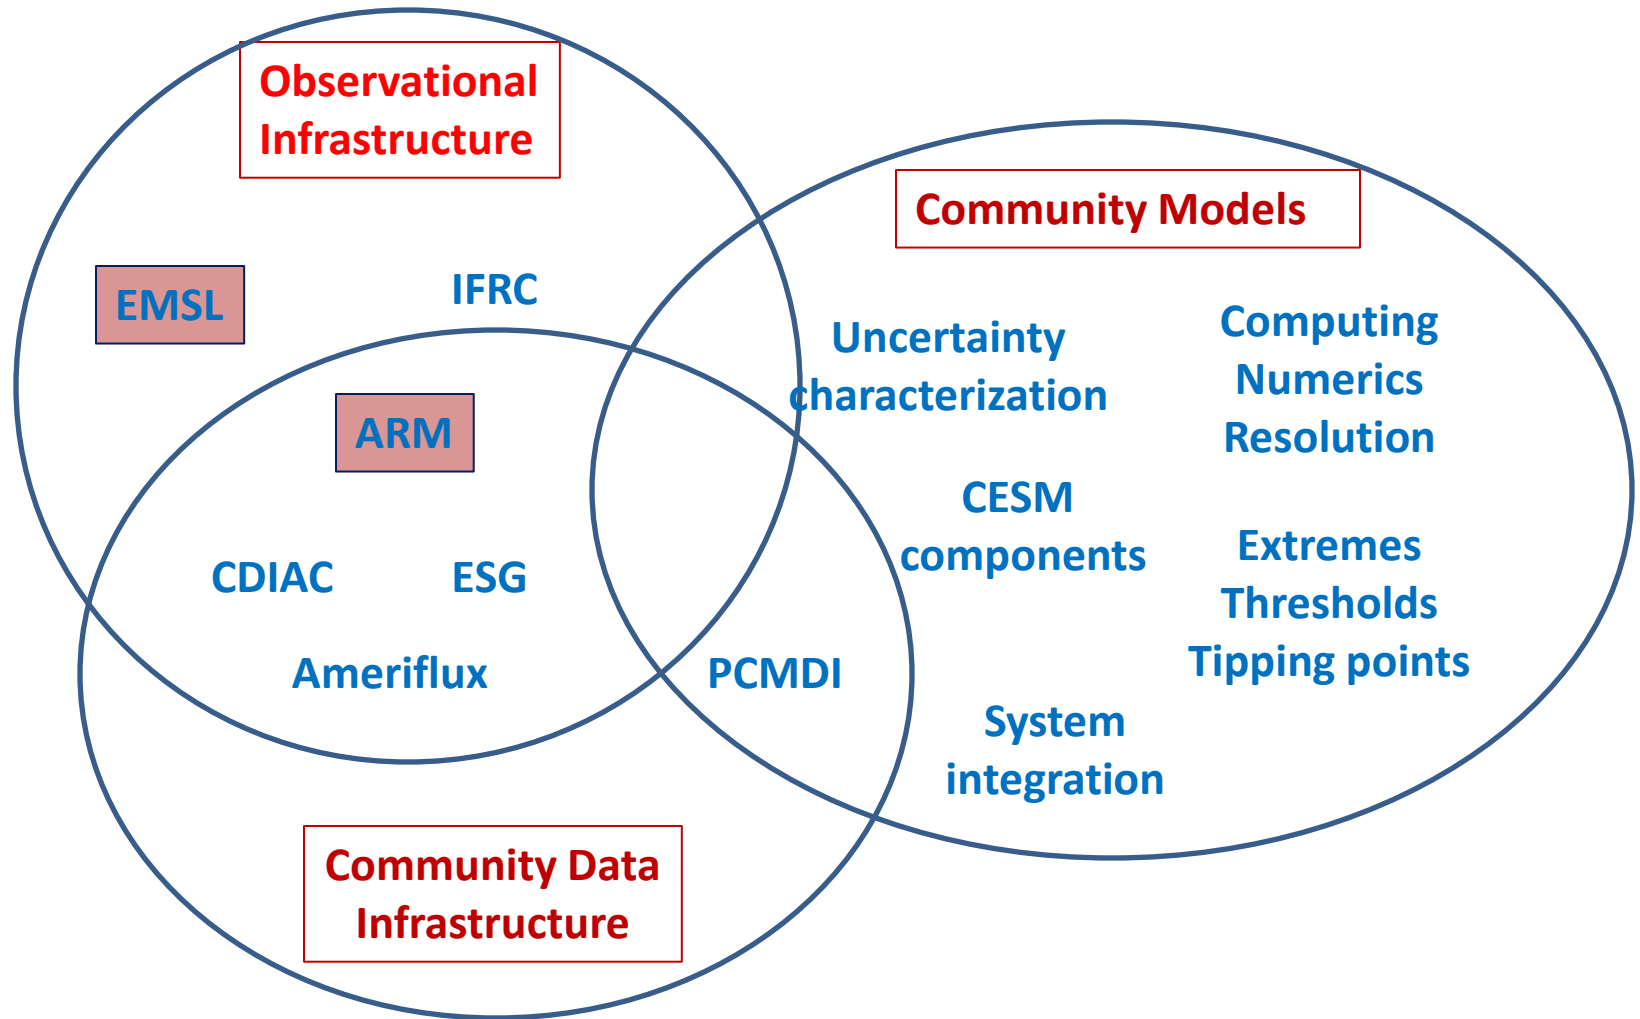 Observational
Infrastructure
EMSL
IFRC
ARM
CDIAC
ESG
Ameriflux
PCMDI
Community Data
Infrastructure
Community Models
Uncertainty
characterization
CESM
components
System
integration
Computing
Numerics
Resolution
Extremes
Thresholds
Tipping points